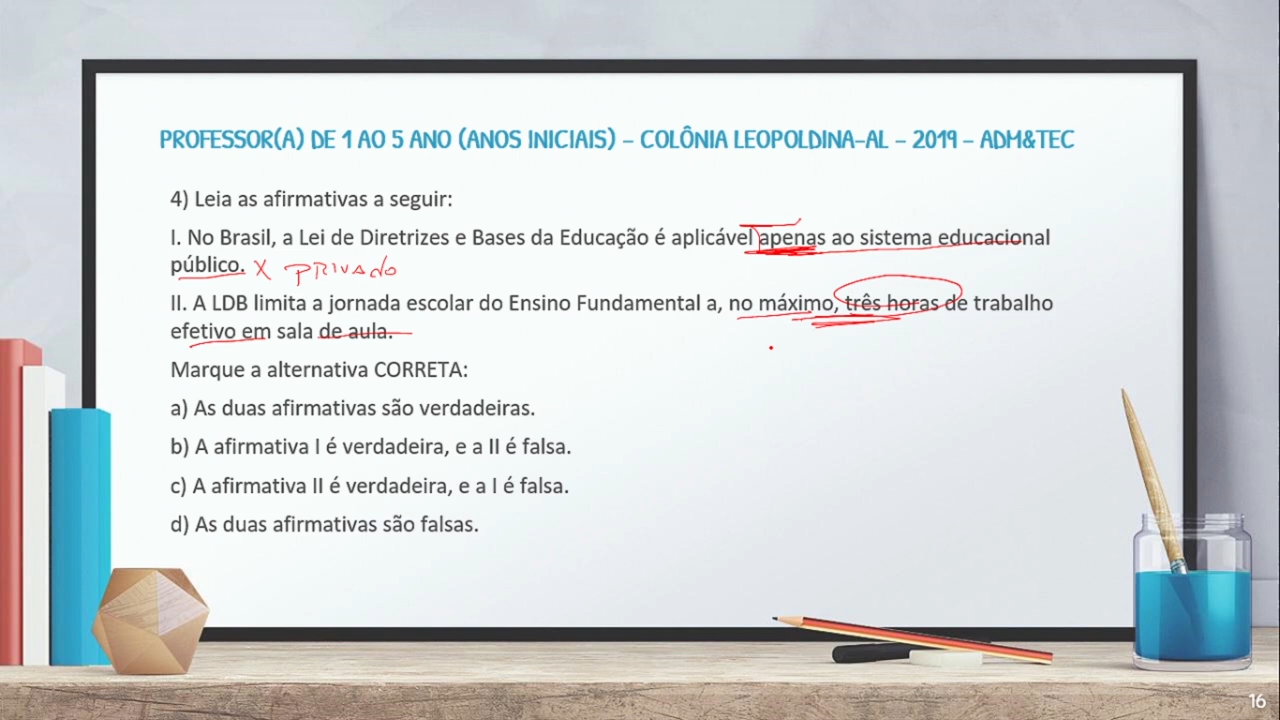 PROFESSOR(A) DE 1 AO 5 ANO (ANOS INICIAIS) – COLÔNIA LEOPOLDINA-AL – 2019 – ADM&TEC
4) Leia as afirmativas a seguir:
I. No Brasil, a Lei de Diretrizes e Bases da Educação é aplicável apenas ao sistema educacional
público. X PRIVADO
II. A LDB limita a jornada escolar do Ensino Fundamental a, no máximo, três horas de trabalho
efetivo em sala de aula.
Marque a alternativa CORRETA:
a) As duas afirmativas são verdadeiras.
b) A afirmativa I é verdadeira, e a II é falsa.
c) A afirmativa II é verdadeira, e a I é falsa.
d) As duas afirmativas são falsas.
16